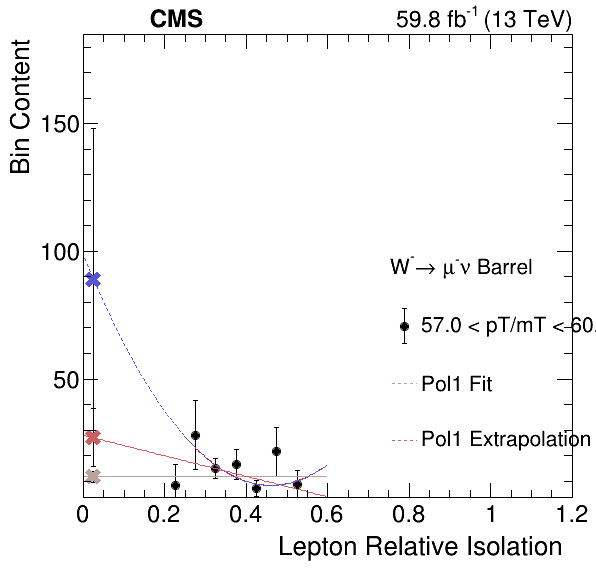 CMS
59.8 fb⁻¹ (13 TeV)
Bin Content
150
100
50
W⁻→ μ⁻ν Barrel
57.0 < pT/mT < 60.
Pol1 Fit
Pol1 Extrapolation
0 0.2 0.4 0.6 0.8 1 1.2
Lepton Relative Isolation